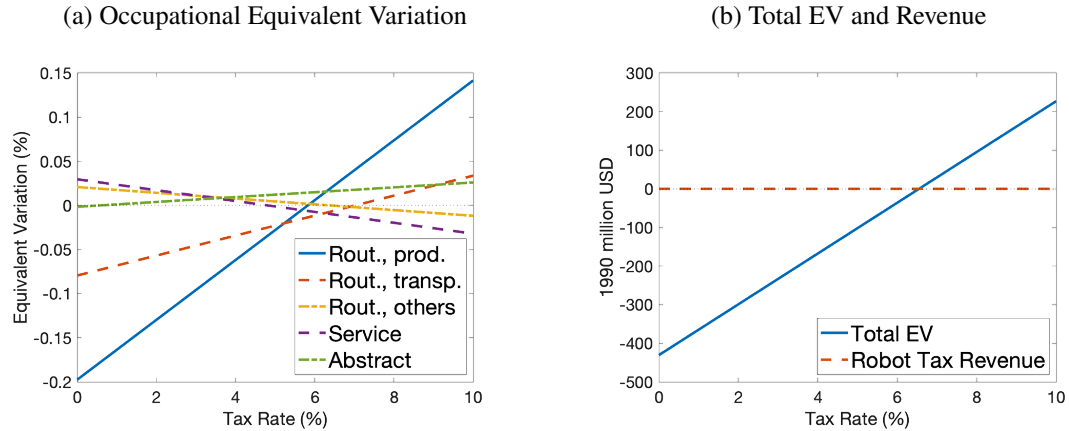 (a) Occupational Equivalent Variation
0.15
0.1
0.05
0
-0.05
-0.1
-0.15
-0.2
Equivalent Variation (%)
Rout., prod.
Rout., transp.
Rout., others
Service
Abstract
0 2 4 6 8 10
Tax Rate (%)
(b) Total EV and Revenue
300
200
100
0
-100
-200
-300
-400
-500
1990 million USD
Total EV
Robot Tax Revenue
0 2 4 6 8 10
Tax Rate (%)